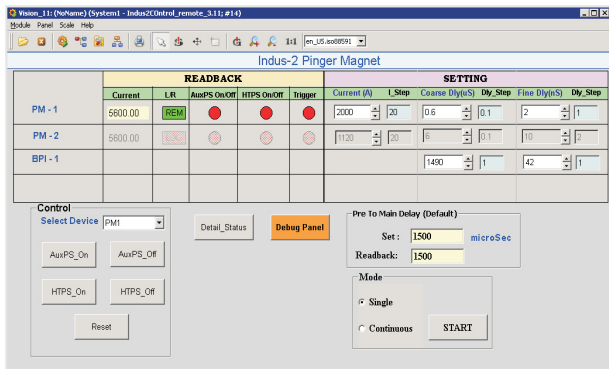 Vision_11: (NoName) (System1 - Indus2COntrol_remote_3.11; #14)
Module Panel Scale Help
1:1 en_US.iso88591
Indus-2 Pinger Magnet
READBACK SETTING
Current L/R AuxPS On/Off HTPS On/Off Trigger Current (A) I_Step Coarse Dly(uS) Dly_Step Fine Dly(nS) Dly_Step
PM - 1 5600.00 REM 2000 20 0.6 0.1 2 1
PM - 2 5600.00 1120 20 6 0.1 10 2
BPI - 1 1490 1 42 1
Control
Select Device PM1
AuxPS_On AuxPS_Off
HTPS_On HTPS_Off
Reset
Detail_Status Debug Panel
Pre To Main Delay (Default)
Set : 1500 microSec
Readback: 1500
Mode
Single
Continuous START